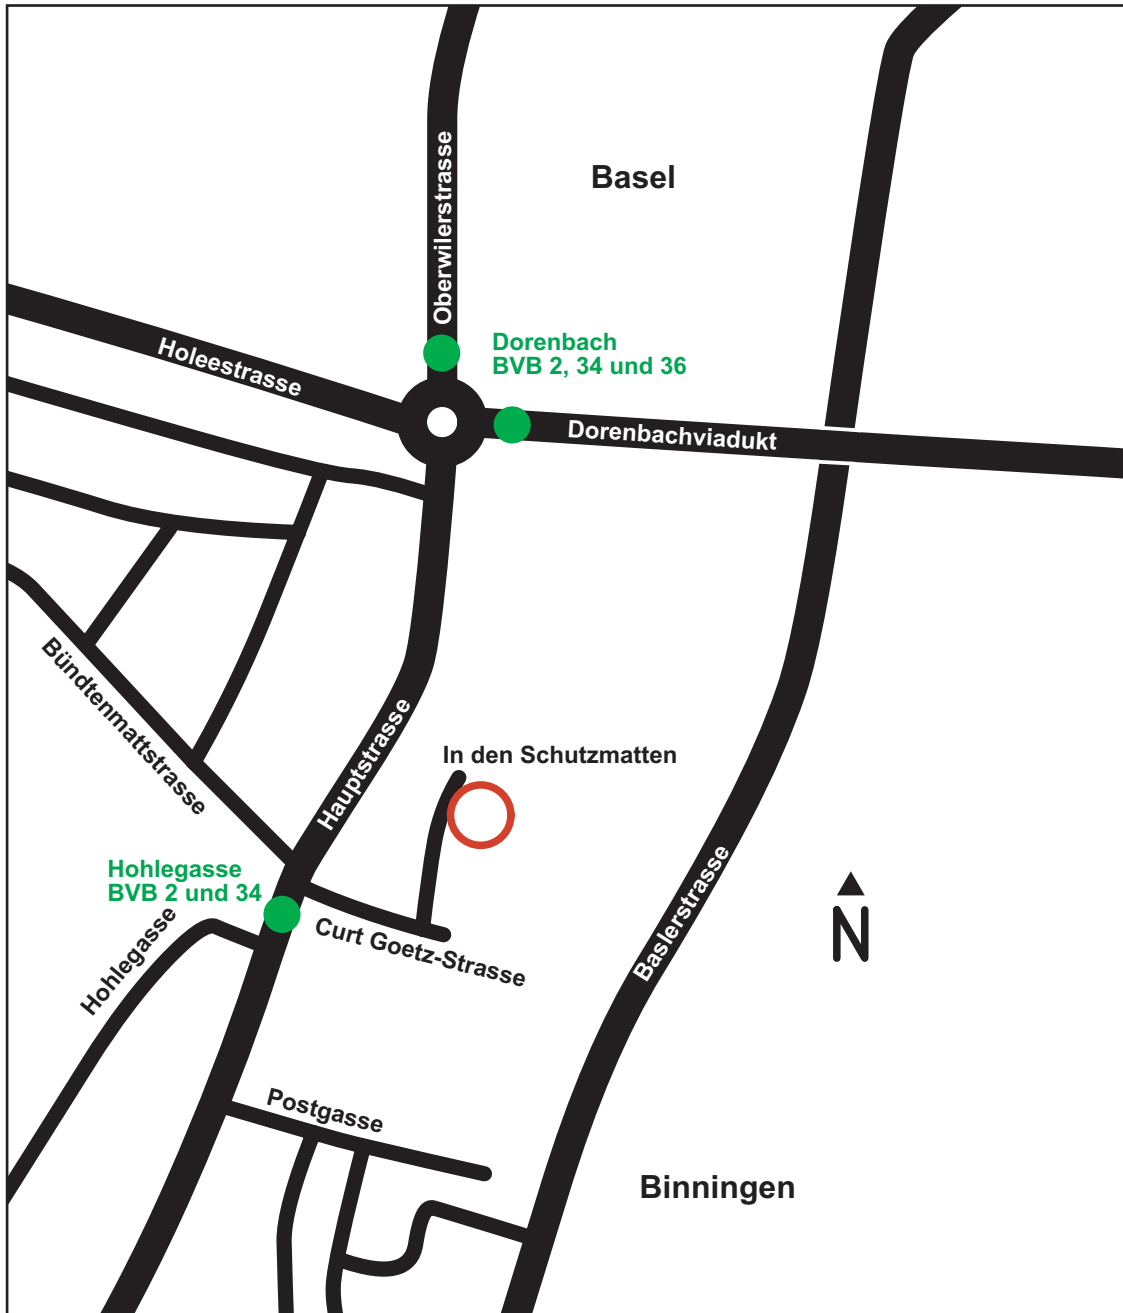 Oberwilerstrasse
Basel
Dorenbach
BVB 2, 34 und 36
Holeestrasse
Dorenbachviadukt
Bündtenmattstrasse
Hauptstrasse
In den Schutzmatten
Hohlegasse
BVB 2 und 34
Hohlegasse
Curt Goetz-Strasse
Baslerstrasse
N
Postgasse
Binningen